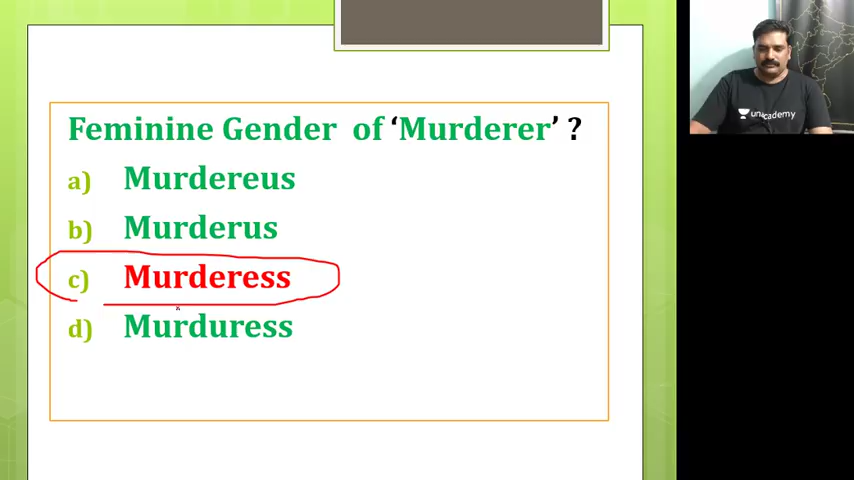 Feminine Gender of ‘Murderer’ ?
a) Murdereus
b) Murderus
c) Murderess
d) Murduress
unacademy